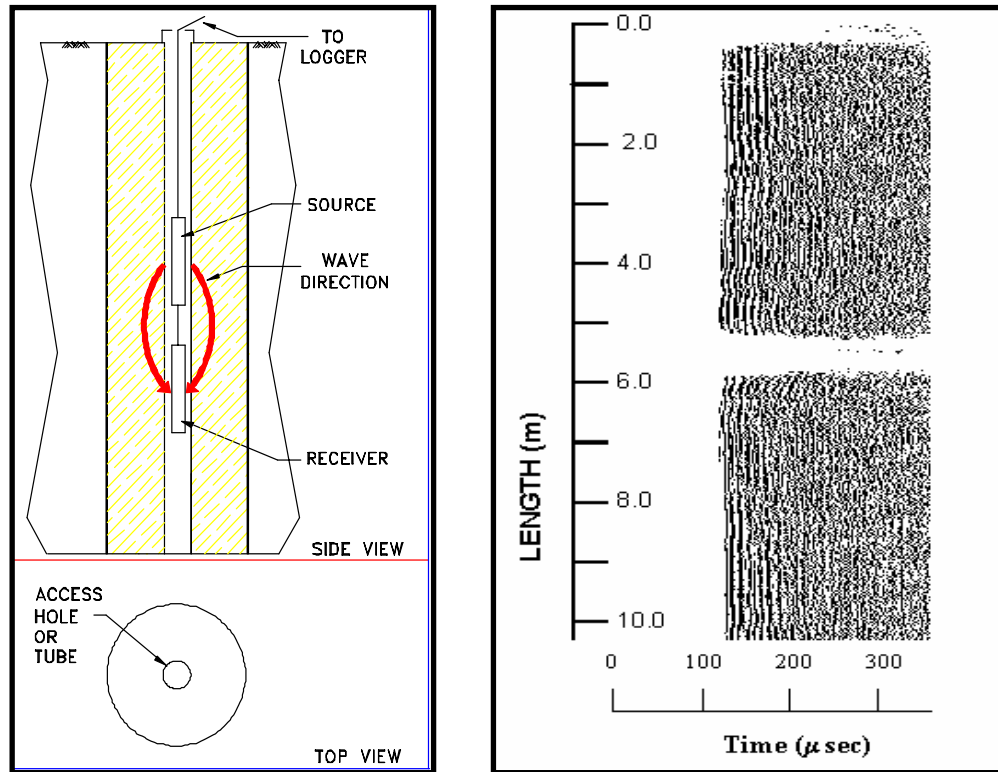 TO
LOGGER
SOURCE
WAVE
DIRECTION
RECEIVER
SIDE VIEW
ACCESS
HOLE
OR
TUBE
TOP VIEW
0.0
2.0
4.0
6.0
8.0
10.0
LENGTH (m)
0 100 200 300
Time (μ sec)